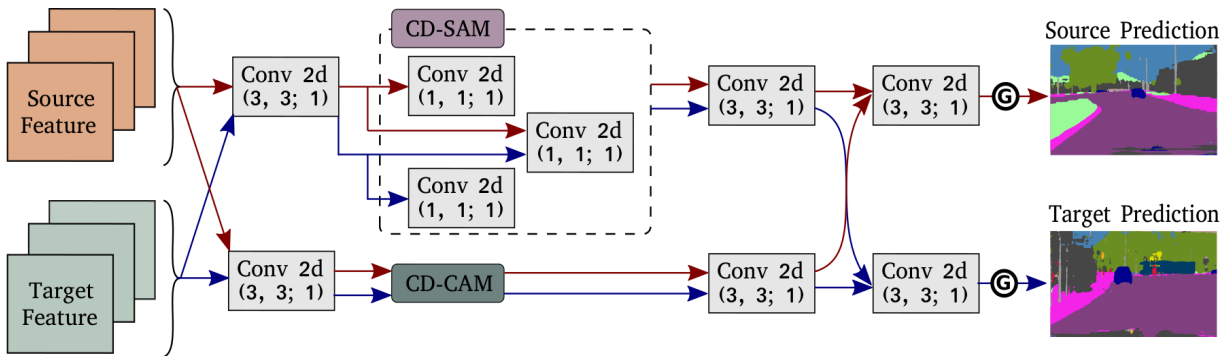 Source
Feature
Target
Feature
Conv 2d
(3, 3; 1)
Conv 2d
(3, 3; 1)
CD-SAM
Conv 2d
(1, 1; 1)
Conv 2d
(1, 1; 1)
Conv 2d
(1, 1; 1)
CD-CAM
Conv 2d
(3, 3; 1)
Conv 2d
(3, 3; 1)
Conv 2d
(3, 3; 1)
Conv 2d
(3, 3; 1)
G
G
Source Prediction
Target Prediction